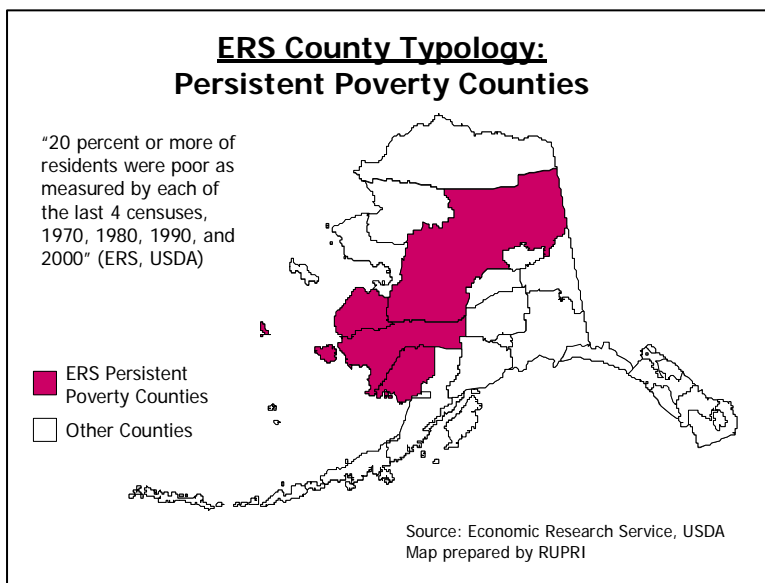 ERS County Typology:
Persistent Poverty Counties
"20 percent or more of
residents were poor as
measured by each of
the last 4 censuses,
1970, 1980, 1990, and
2000" (ERS, USDA)
ERS Persistent
Poverty Counties
Other Counties
Source: Economic Research Service, USDA
Map prepared by RUPRI